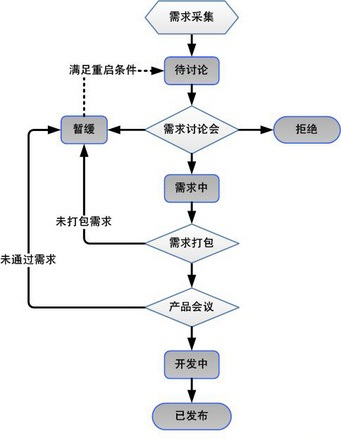 需求采集
满足重启条件
待讨论
暂缓
需求讨论会
拒绝
需求中
未打包需求
需求打包
未通过需求
产品会议
开发中
已发布